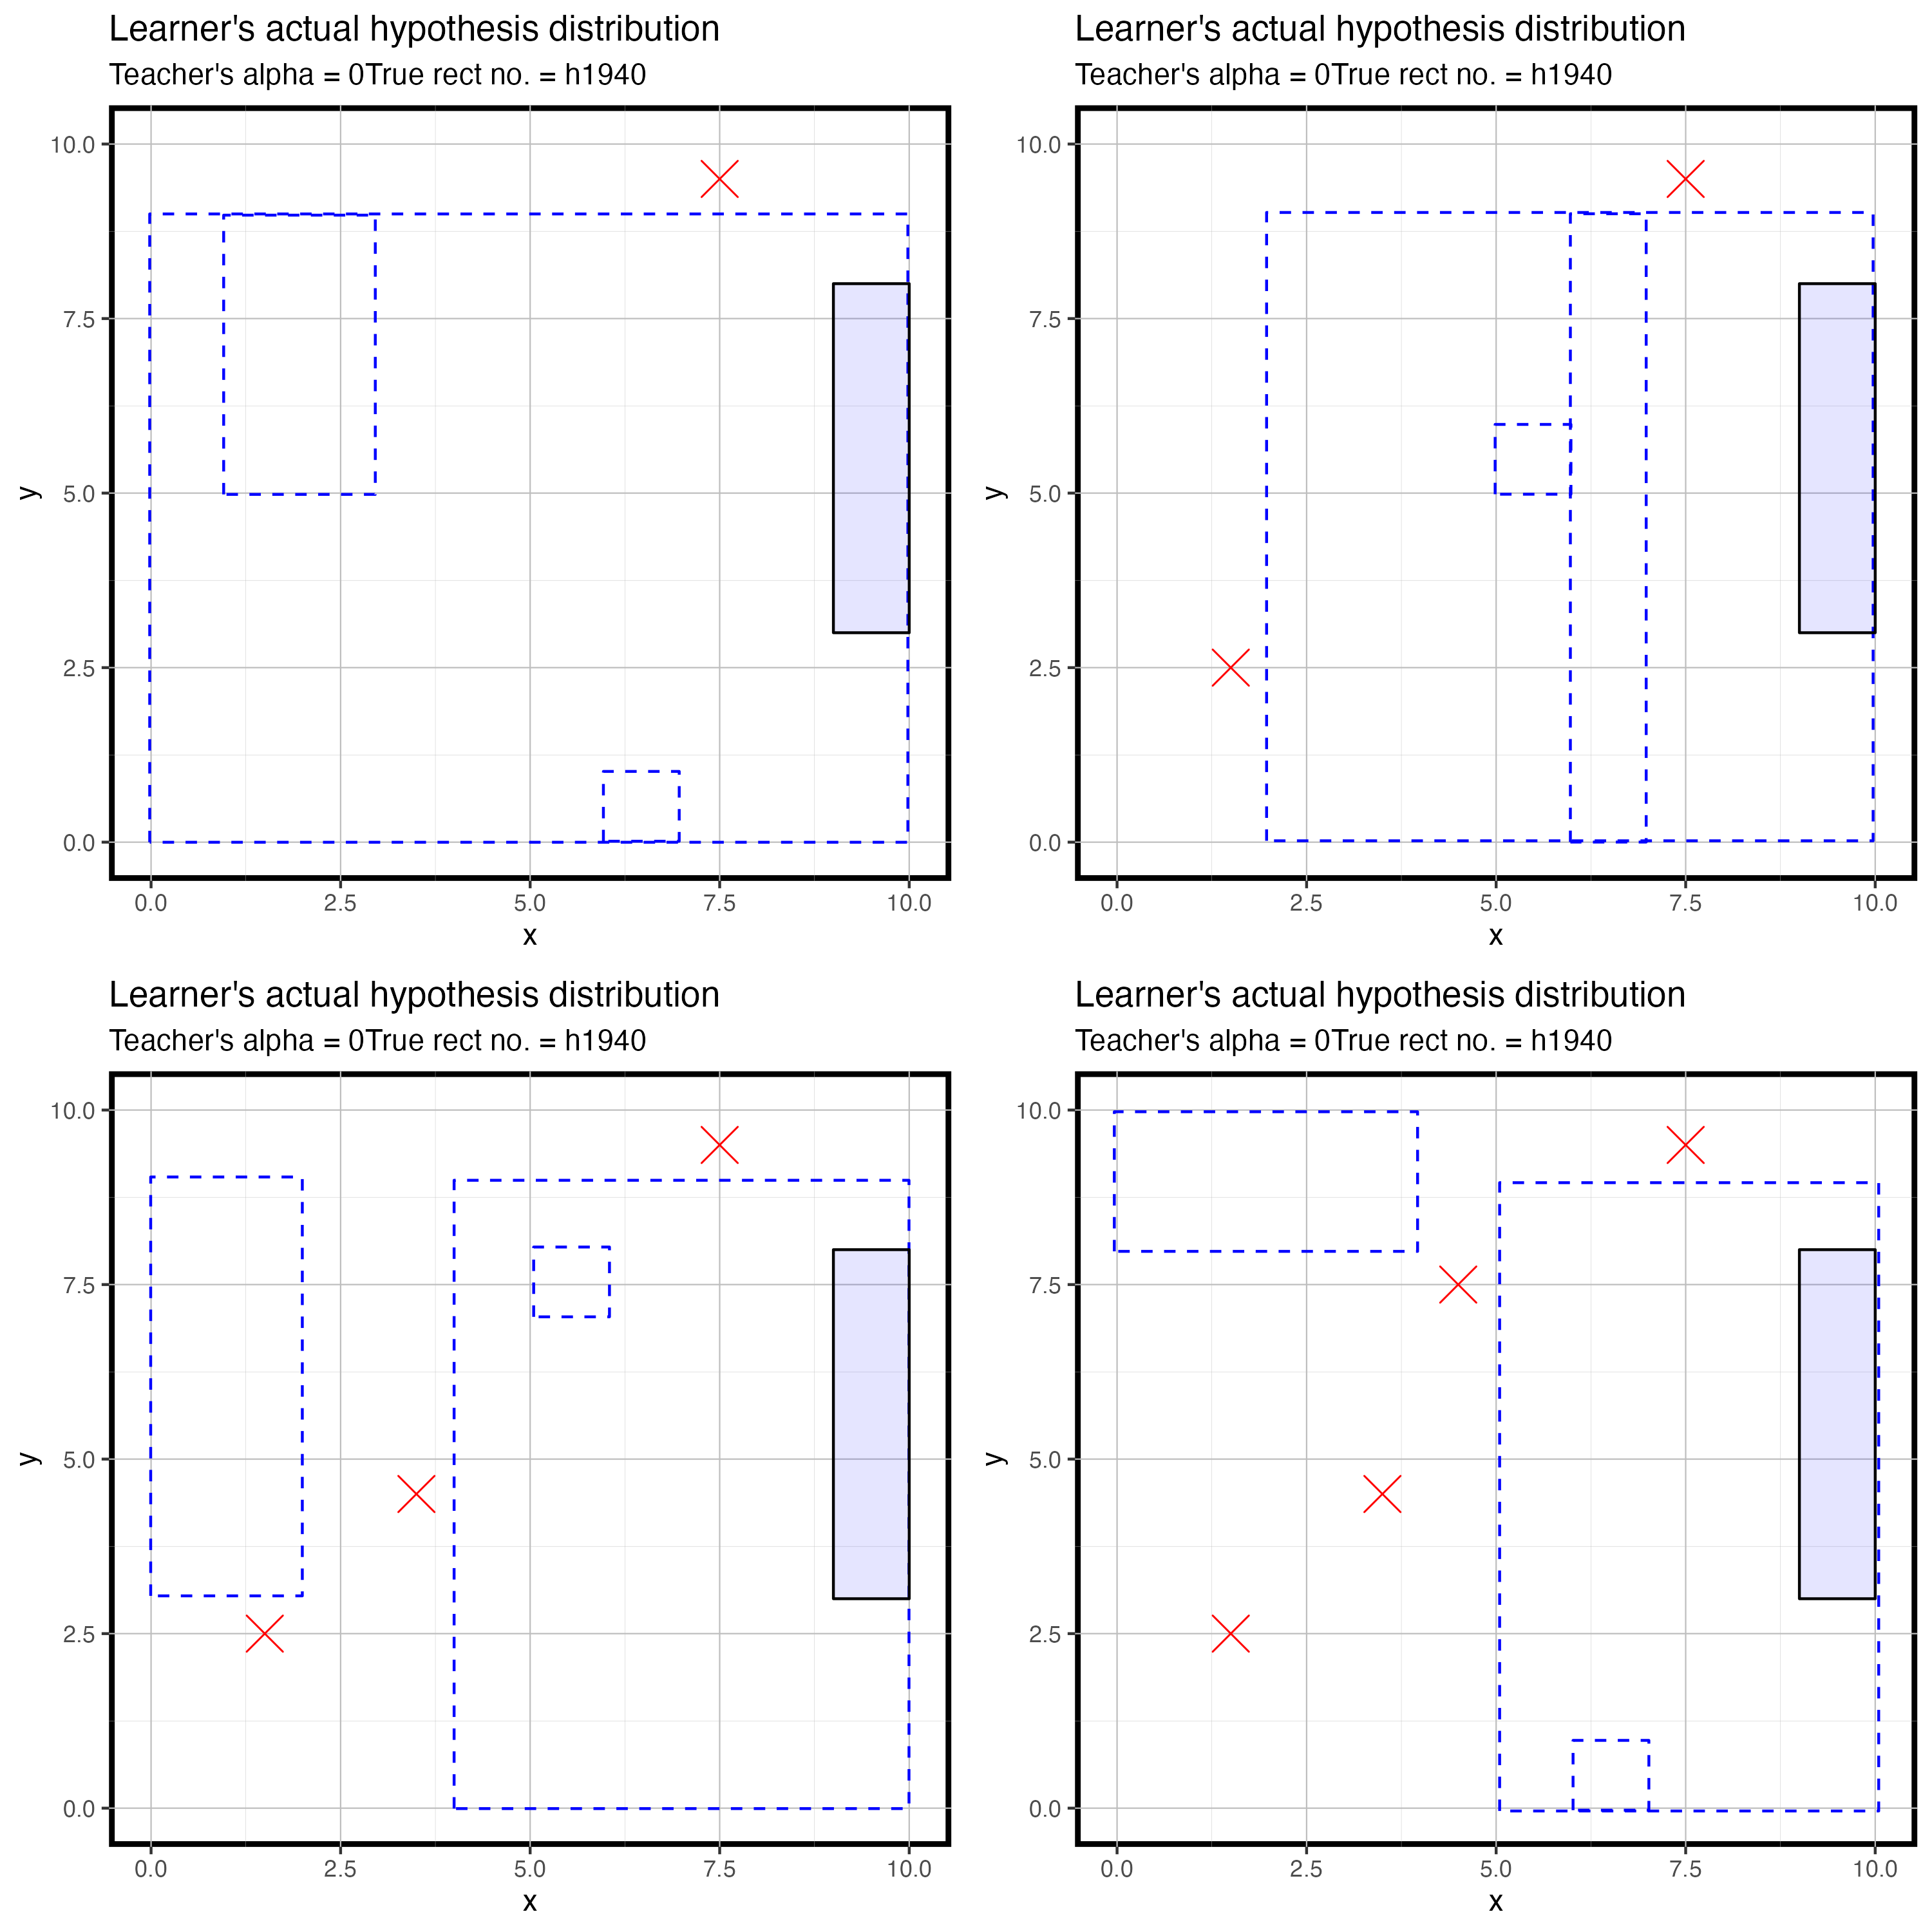 Learner's actual hypothesis distribution
Teacher's alpha = 0True rect no. = h1940
10.0
7.5
5.0
2.5
0.0
y
0.0 2.5 5.0 7.5 10.0
x
Learner's actual hypothesis distribution
Teacher's alpha = 0True rect no. = h1940
10.0
7.5
5.0
2.5
0.0
y
0.0 2.5 5.0 7.5 10.0
x
Learner's actual hypothesis distribution
Teacher's alpha = 0True rect no. = h1940
10.0
7.5
5.0
2.5
0.0
y
0.0 2.5 5.0 7.5 10.0
x
Learner's actual hypothesis distribution
Teacher's alpha = 0True rect no. = h1940
10.0
7.5
5.0
2.5
0.0
y
0.0 2.5 5.0 7.5 10.0
x